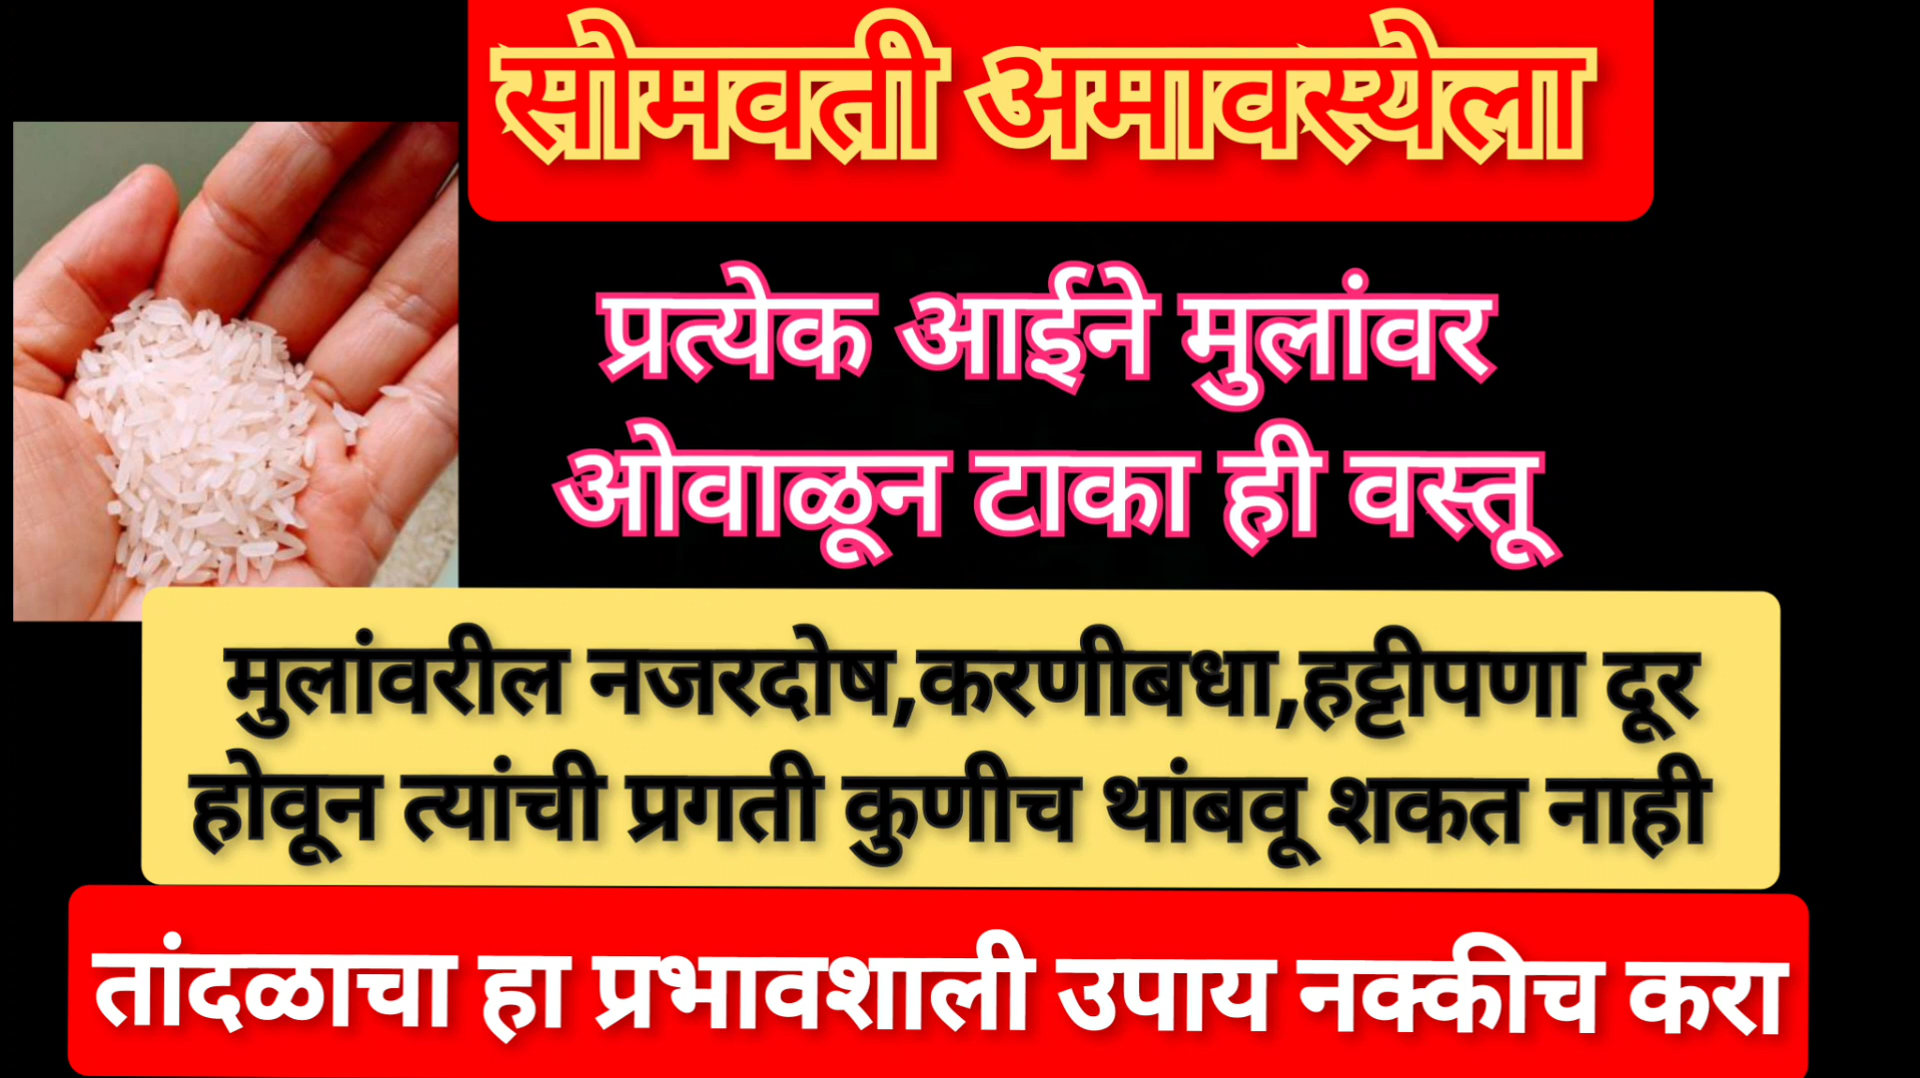 सोमवती अमावस्येला
प्रत्येक आईने मुलांवर
ओवाळून टाका ही वस्तू
मुलांवरील नजरदोष,करणीबधा,हट्टीपणा दूर
होवून त्यांची प्रगती कुणीच थांबवू शकत नाही
तांदळाचा हा प्रभावशाली उपाय नक्कीच करा